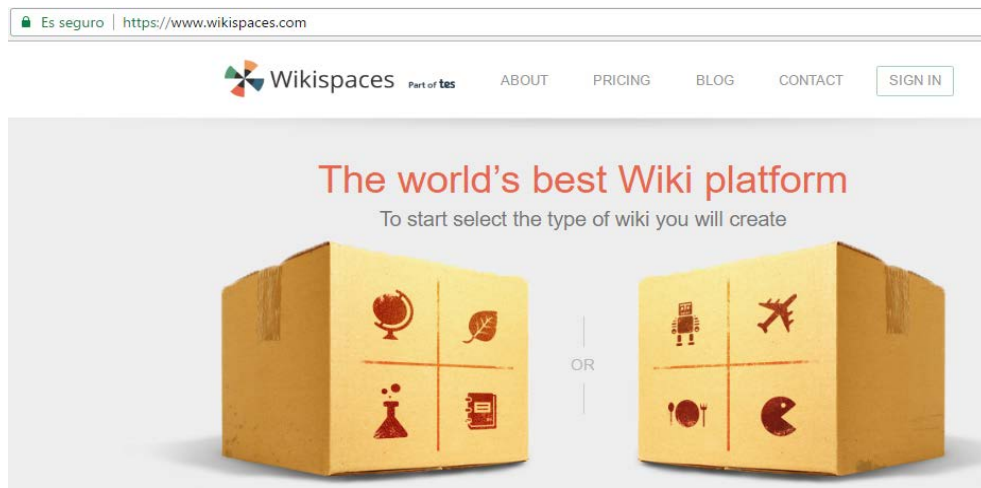 Es seguro | https://www.wikispaces.com
Wikispaces Part of tes ABOUT PRICING BLOG CONTACT SIGN IN
The world's best Wiki platform
To start select the type of wiki you will create
OR